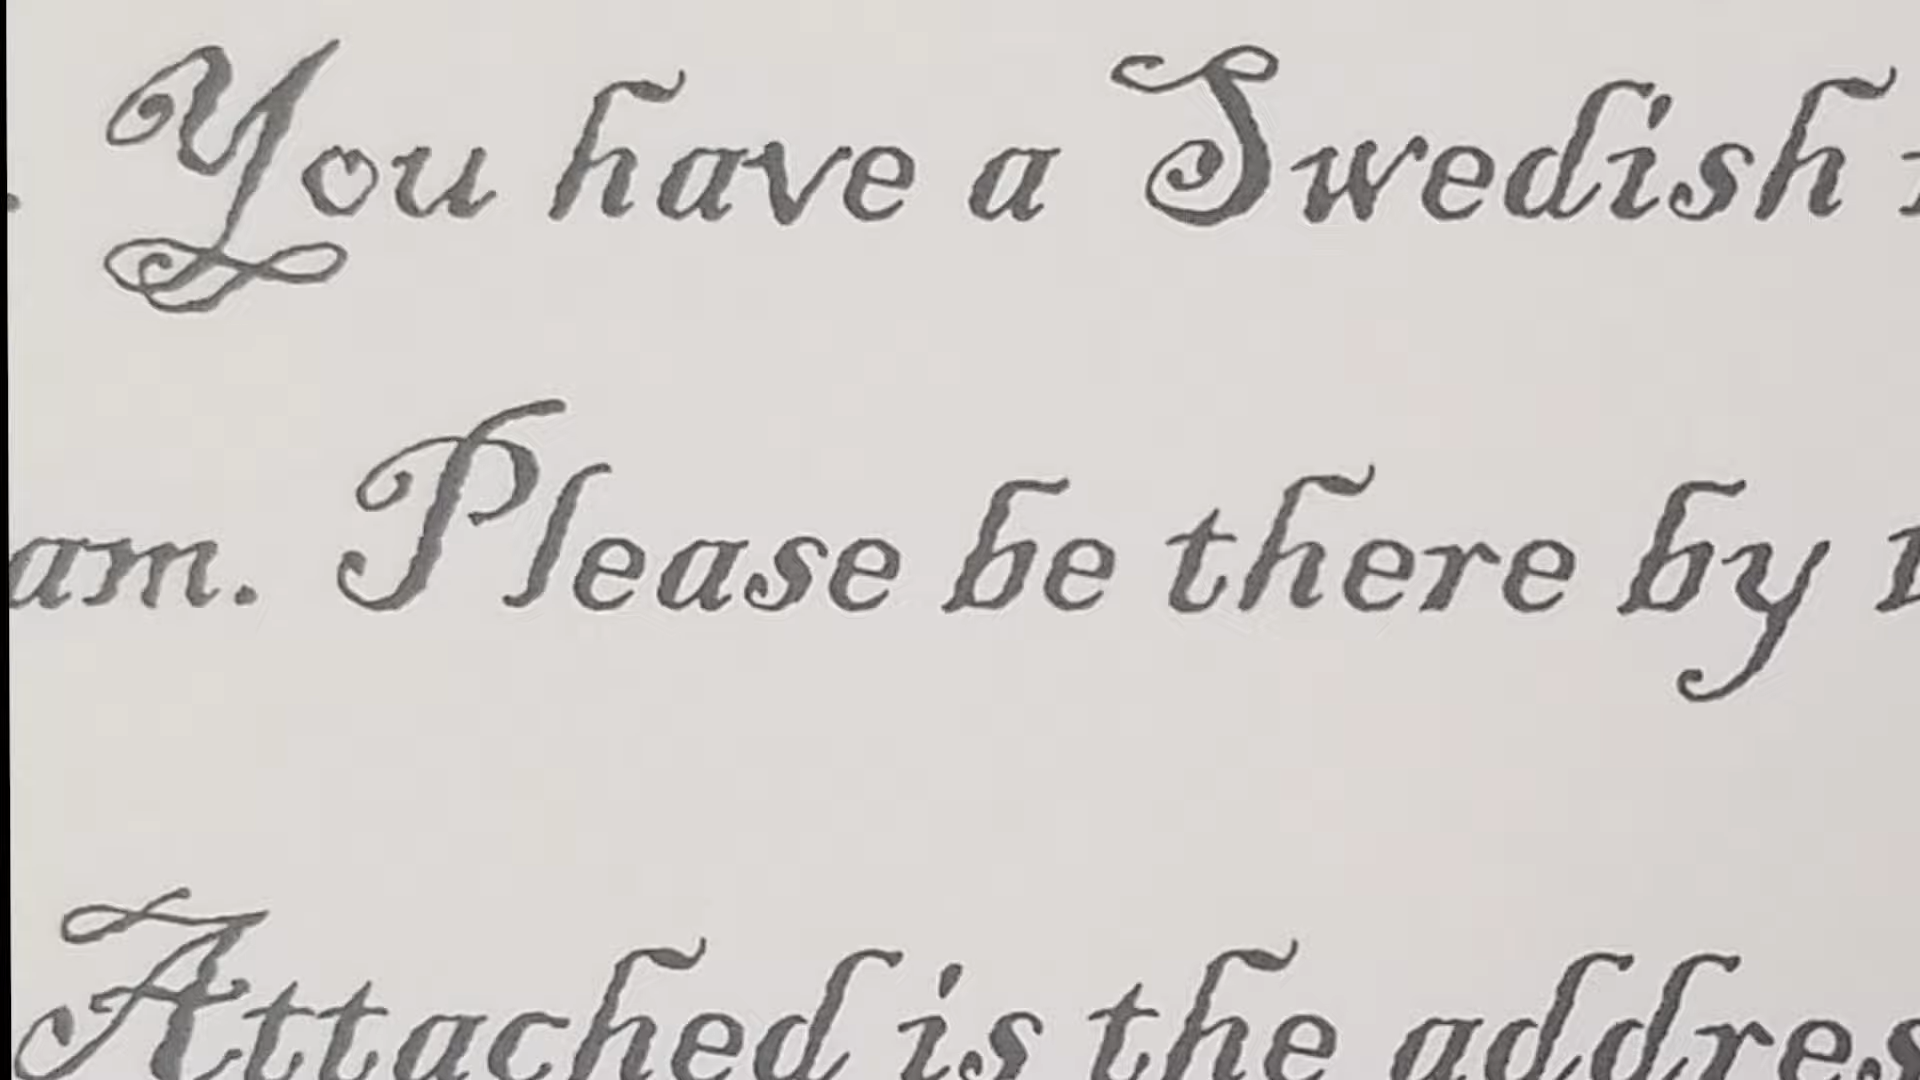 . You have a Swedish
am. Please be there by
Attached is the addres